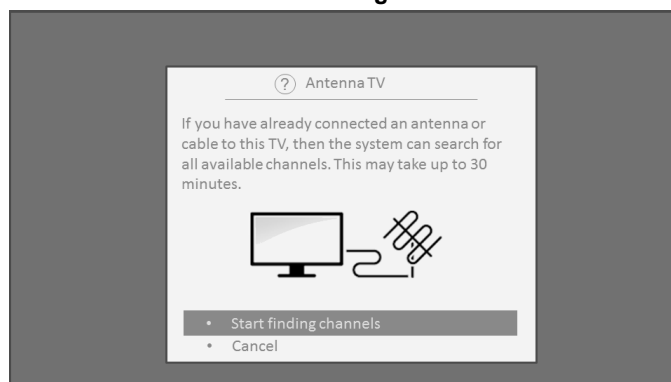 ? Antenna TV
If you have already connected an antenna or
cable to this TV, then the system can search for
all available channels. This may take up to 30
minutes.
• Start finding channels
• Cancel